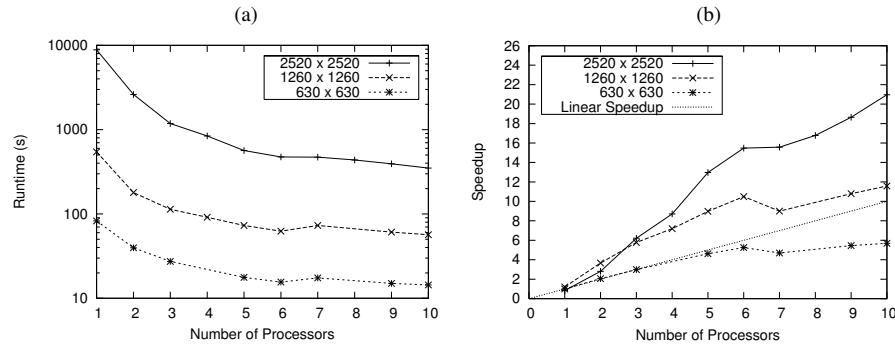 (a)
10000
1000
100
10
Runtime (s)
2520 x 2520
1260 x 1260
630 x 630
1 2 3 4 5 6 7 8 9 10
Number of Processors
(b)
26
24
22
20
18
16
14
12
10
8
6
4
2
0
Speedup
2520 x 2520
1260 x 1260
630 x 630
Linear Speedup
0 1 2 3 4 5 6 7 8 9 10
Number of Processors